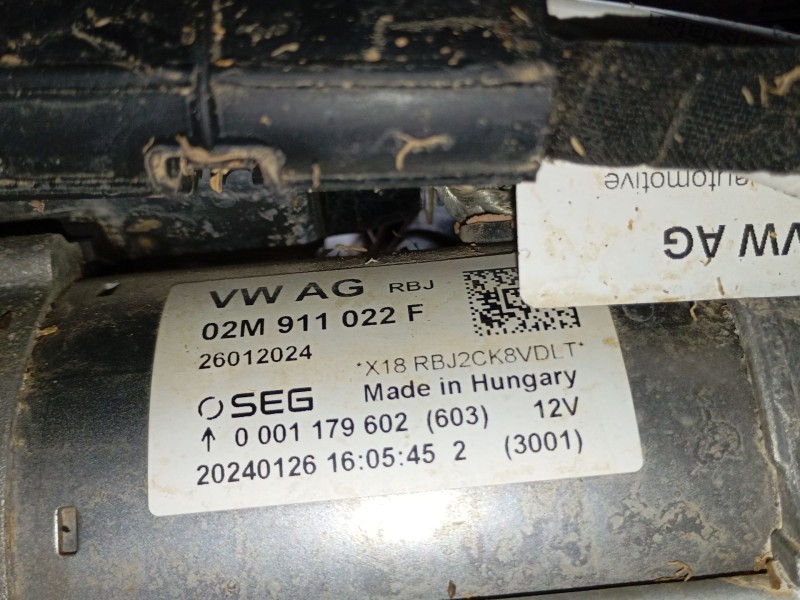 automotive
VW AG
VW AG RBJ
02M 911 022 F
26012024
*X18 RBJ2CK8VDLT*
SEG
Made in Hungary
↑ 0 001 179 602 (603) 12V
20240126 16:05:45 2 (3001)